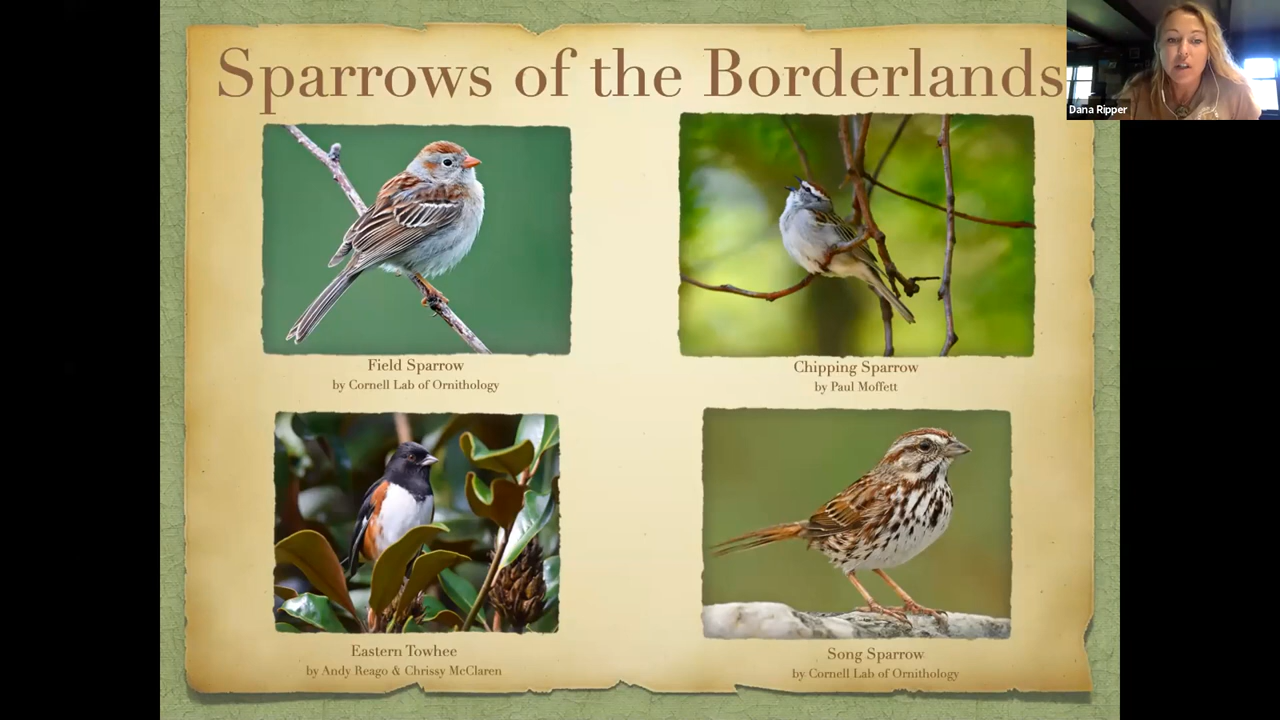 Sparrows of the Borderlands
Dana Ripper
Field Sparrow
by Cornell Lab of Ornithology
Chipping Sparrow
by Paul Moffett
Eastern Towhee
by Andy Reago & Chrissy McClaren
Song Sparrow
by Cornell Lab of Ornithology